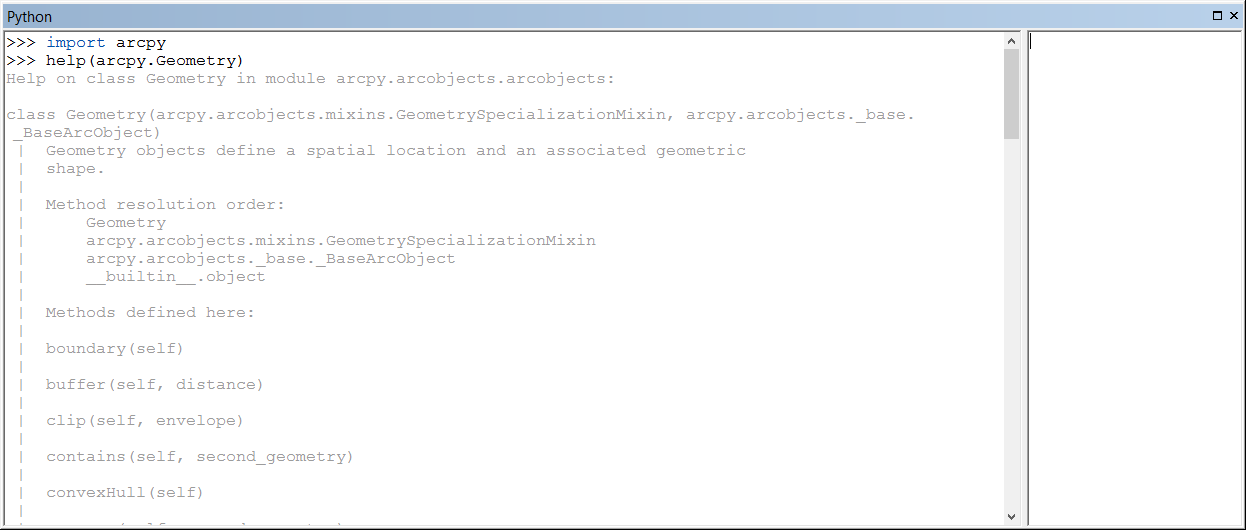 Python
>>> import arcpy
>>> help(arcpy.Geometry)
Help on class Geometry in module arcpy.arcobjects.arcobjects:
class Geometry(arcpy.arcobjects.mixins.GeometrySpecializationMixin, arcpy.arcobjects._base.
_BaseArcObject)
 |  Geometry objects define a spatial location and an associated geometric
 |  shape.
 |
 |  Method resolution order:
 |      Geometry
 |      arcpy.arcobjects.mixins.GeometrySpecializationMixin
 |      arcpy.arcobjects._base._BaseArcObject
 |      __builtin__.object
 |
 |  Methods defined here:
 |
 |  boundary(self)
 |
 |  buffer(self, distance)
 |
 |  clip(self, envelope)
 |
 |  contains(self, second_geometry)
 |
 |  convexHull(self)
 |